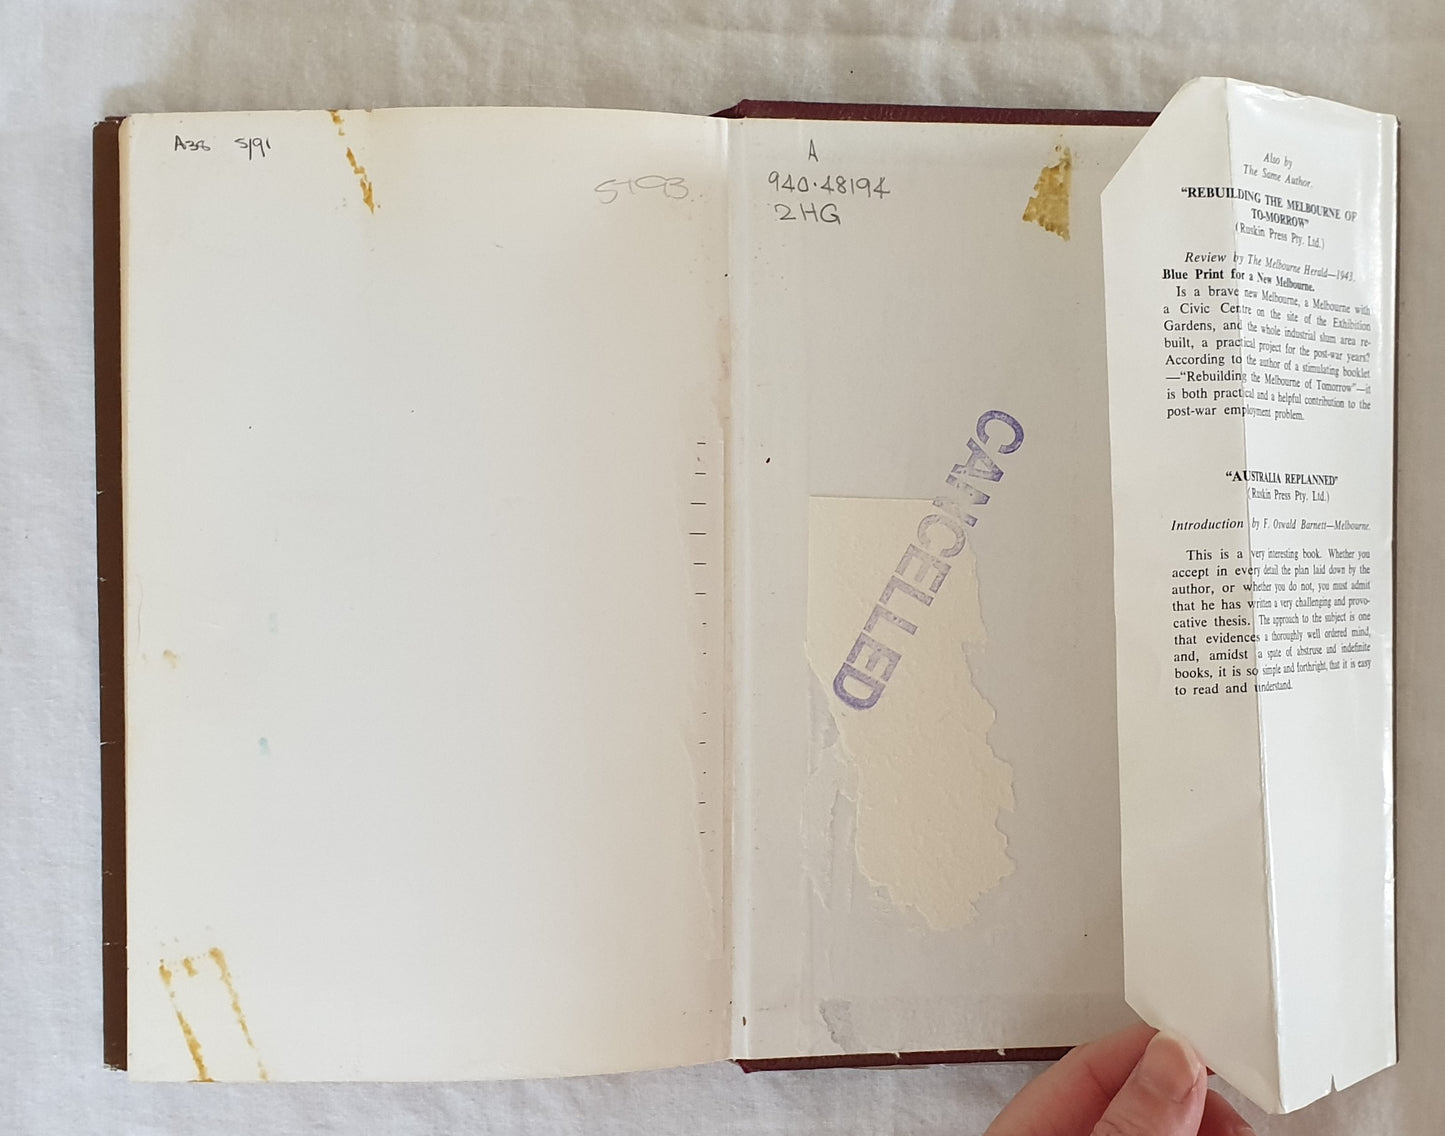 A36 5/91
A
940.48194
2HG
CANCELLED
Also by
The Same Author.
“REBUILDING THE MELBOURNE OF
TO-MORROW”
(Ruskin Press Pty. Ltd.)
Review by The Melbourne Herald—1943.
Blue Print for a New Melbourne.
Is a brave new Melbourne, a Melbourne with
a Civic Centre on the site of the Exhibition
Gardens, and the whole industrial slum area re-
built, a practical project for the post-war years?
According to the author of a stimulating booklet
—“Rebuilding the Melbourne of Tomorrow”—it
is both practical and a helpful contribution to the
post-war employment problem.
“AUSTRALIA REPLANNED”
(Ruskin Press Pty. Ltd.)
Introduction by F. Oswald Barnett—Melbourne.
This is a very interesting book. Whether you
accept in every detail the plan laid down by the
author, or whether you do not, you must admit
that he has written a very challenging and provo-
cative thesis. The approach to the subject is one
that evidences a thoroughly well ordered mind,
and, amidst a spate of abstruse and indefinite
books, it is so simple and forthright, that it is easy
to read and understand.